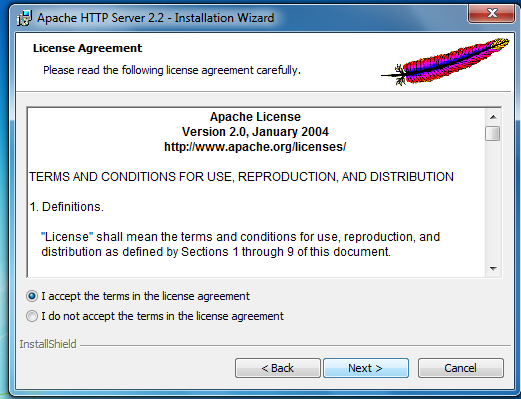 Apache HTTP Server 2.2 - Installation Wizard
License Agreement
Please read the following license agreement carefully.
Apache License
Version 2.0, January 2004
http://www.apache.org/licenses/
TERMS AND CONDITIONS FOR USE, REPRODUCTION, AND DISTRIBUTION
1. Definitions.
"License" shall mean the terms and conditions for use, reproduction, and
distribution as defined by Sections 1 through 9 of this document.
I accept the terms in the license agreement
I do not accept the terms in the license agreement
InstallShield
< Back
Next >
Cancel